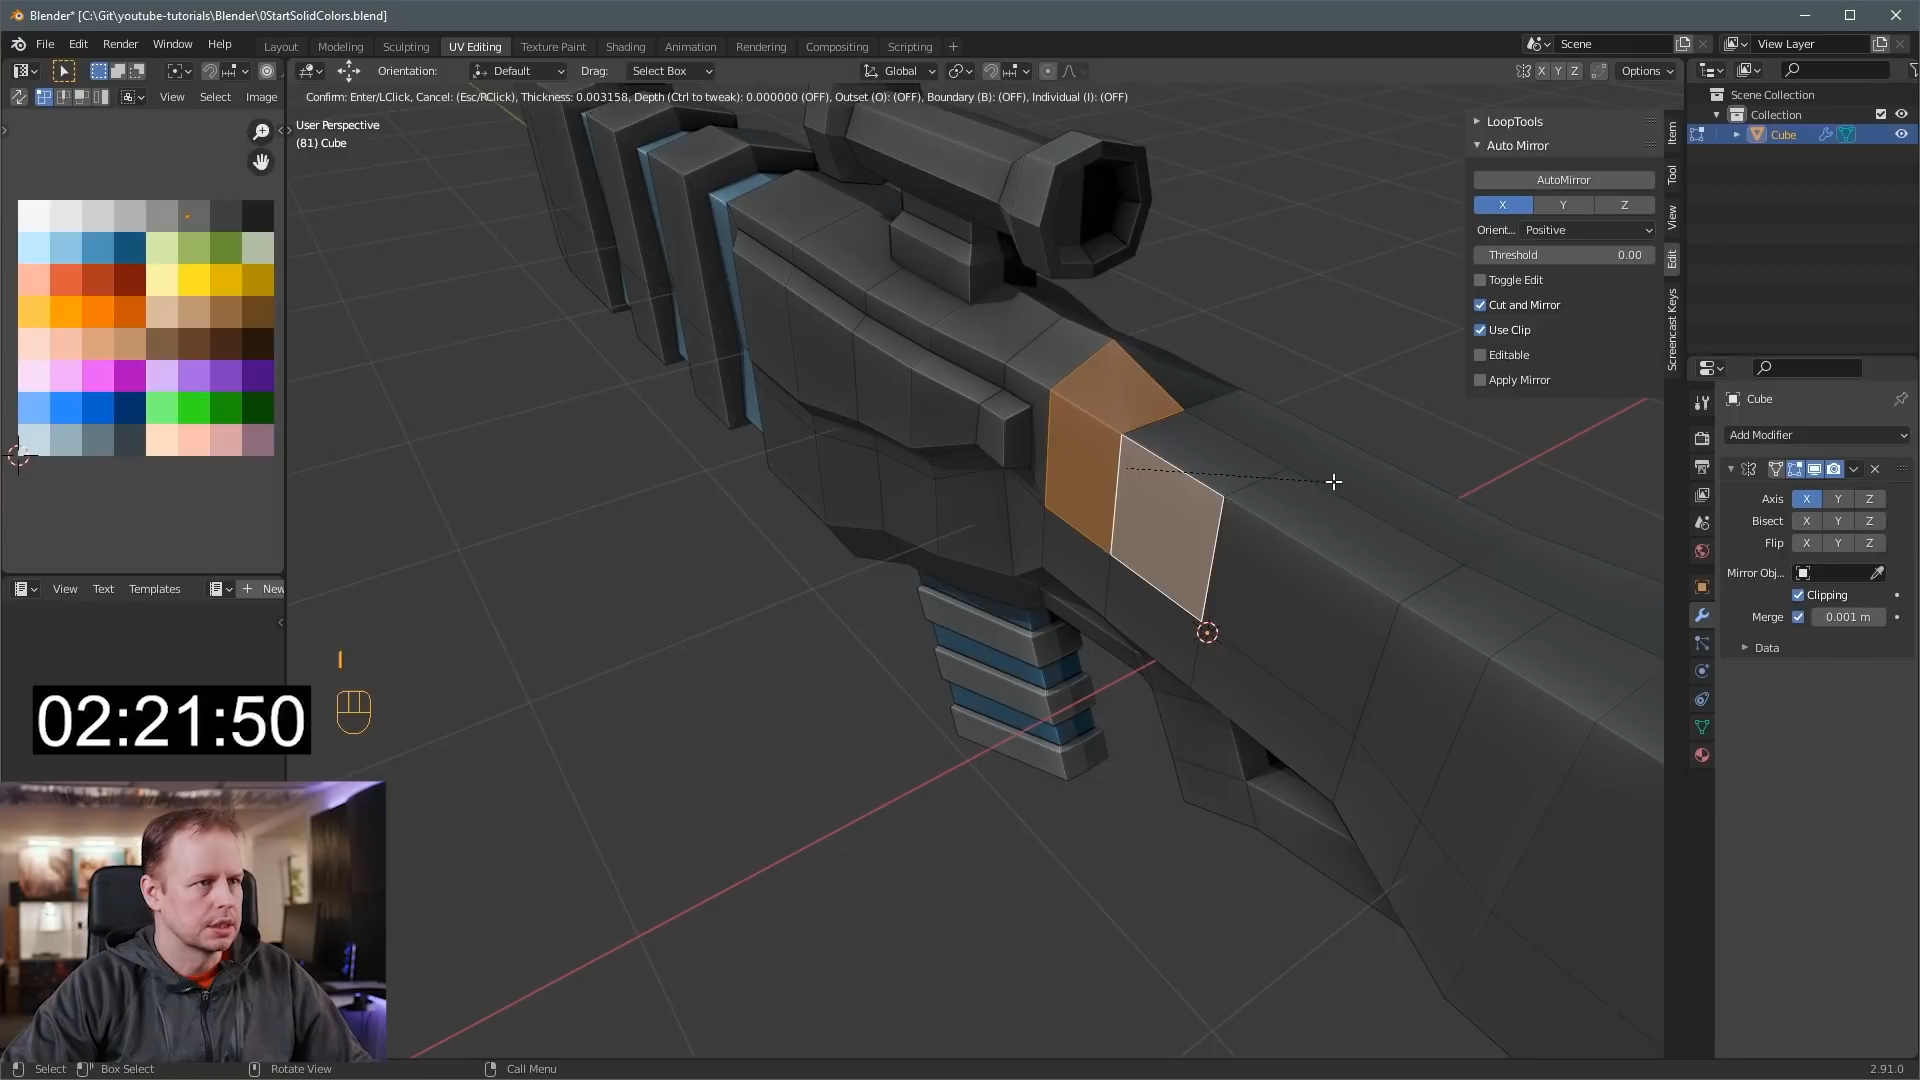 Blender* [C:\Git\youtube-tutorials\Blender\0StartSolidColors.blend]
File Edit Render Window Help
Layout Modeling Sculpting UV Editing Texture Paint Shading Animation Rendering Compositing Scripting +
Scene
View Layer
Orientation: Default Drag: Select Box
Global
X Y Z Options
View Select Image
Confirm: Enter/LClick, Cancel: (Esc/RClick), Thickness: 0.003158, Depth (Ctrl to tweak): 0.000000 (OFF), Outset (O): (OFF), Boundary (B): (OFF), Individual (I): (OFF)
User Perspective
(81) Cube
LoopTools
Auto Mirror
AutoMirror
X Y Z
Orient... Positive
Threshold 0.00
Toggle Edit
Cut and Mirror
Use Clip
Editable
Apply Mirror
Item
Tool
View
Edit
Screencast Keys
Scene Collection
Collection
Cube
Cube
Add Modifier
Axis X Y Z
Bisect X Y Z
Flip X Y Z
Mirror Obj...
Clipping
Merge 0.001 m
Data
View Text Templates + New
I
02:21:50
Select Box Select Rotate View Call Menu
2.91.0